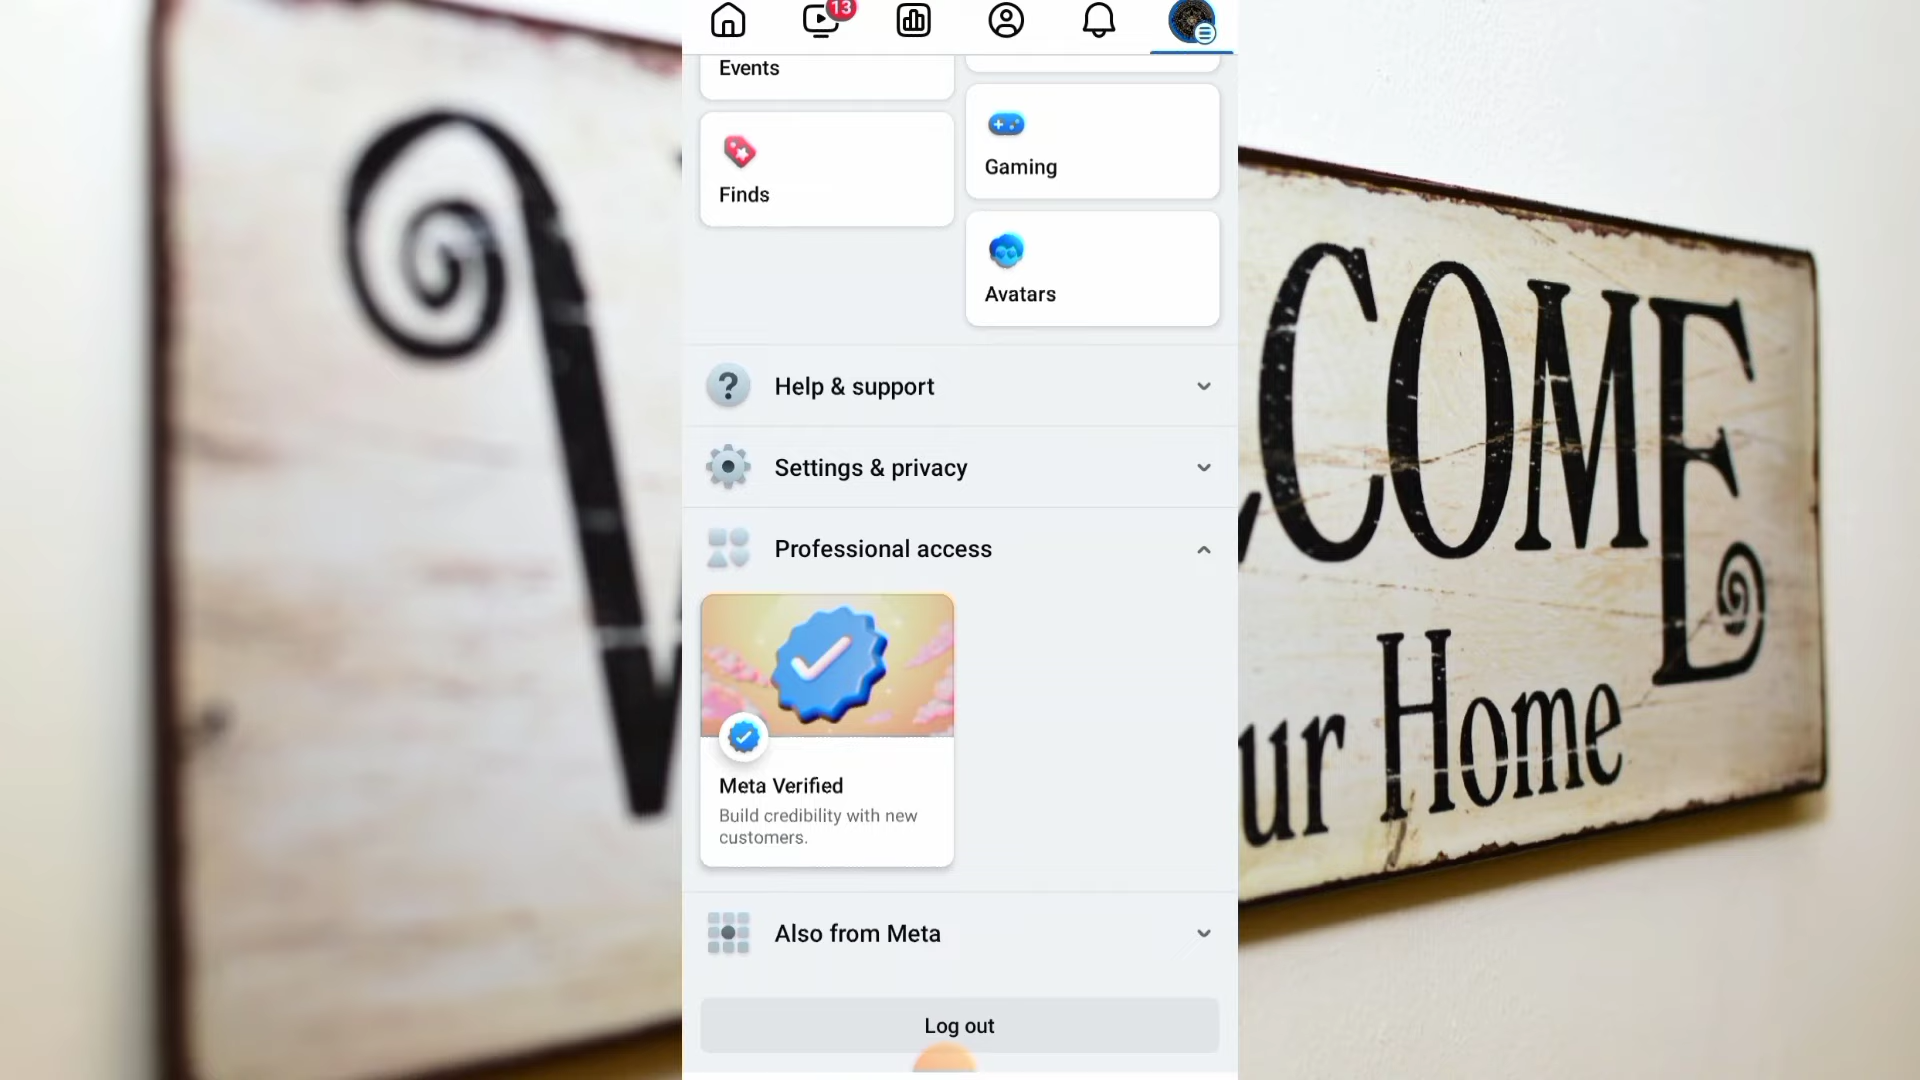 13
Events
Finds
Gaming
Avatars
Help & support
Settings & privacy
Professional access
Meta Verified
Build credibility with new
customers.
Also from Meta
Log out
COME
ur Home